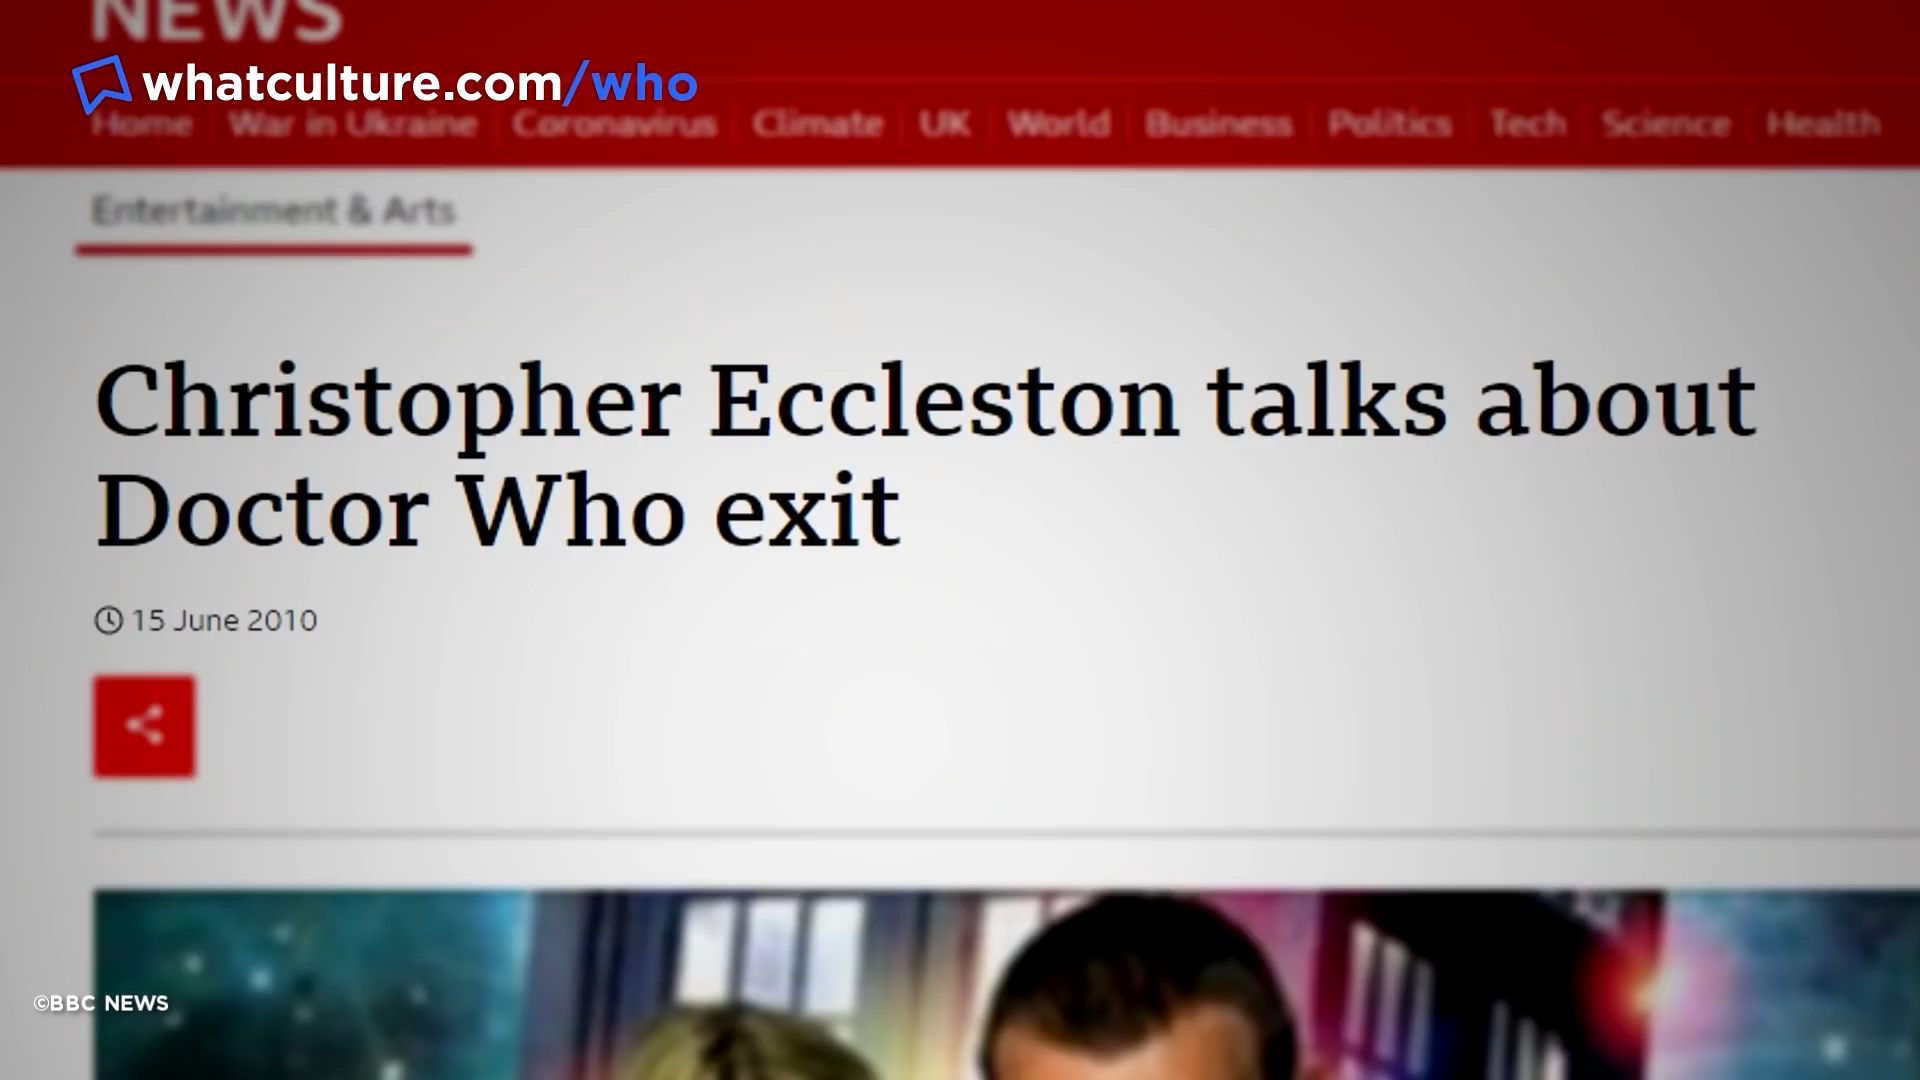 NEWS
whatculture.com/who
Home War in Ukraine Coronavirus Climate UK World Business Politics Tech Science Health
Entertainment & Arts
Christopher Eccleston talks about
Doctor Who exit
15 June 2010
©BBC NEWS